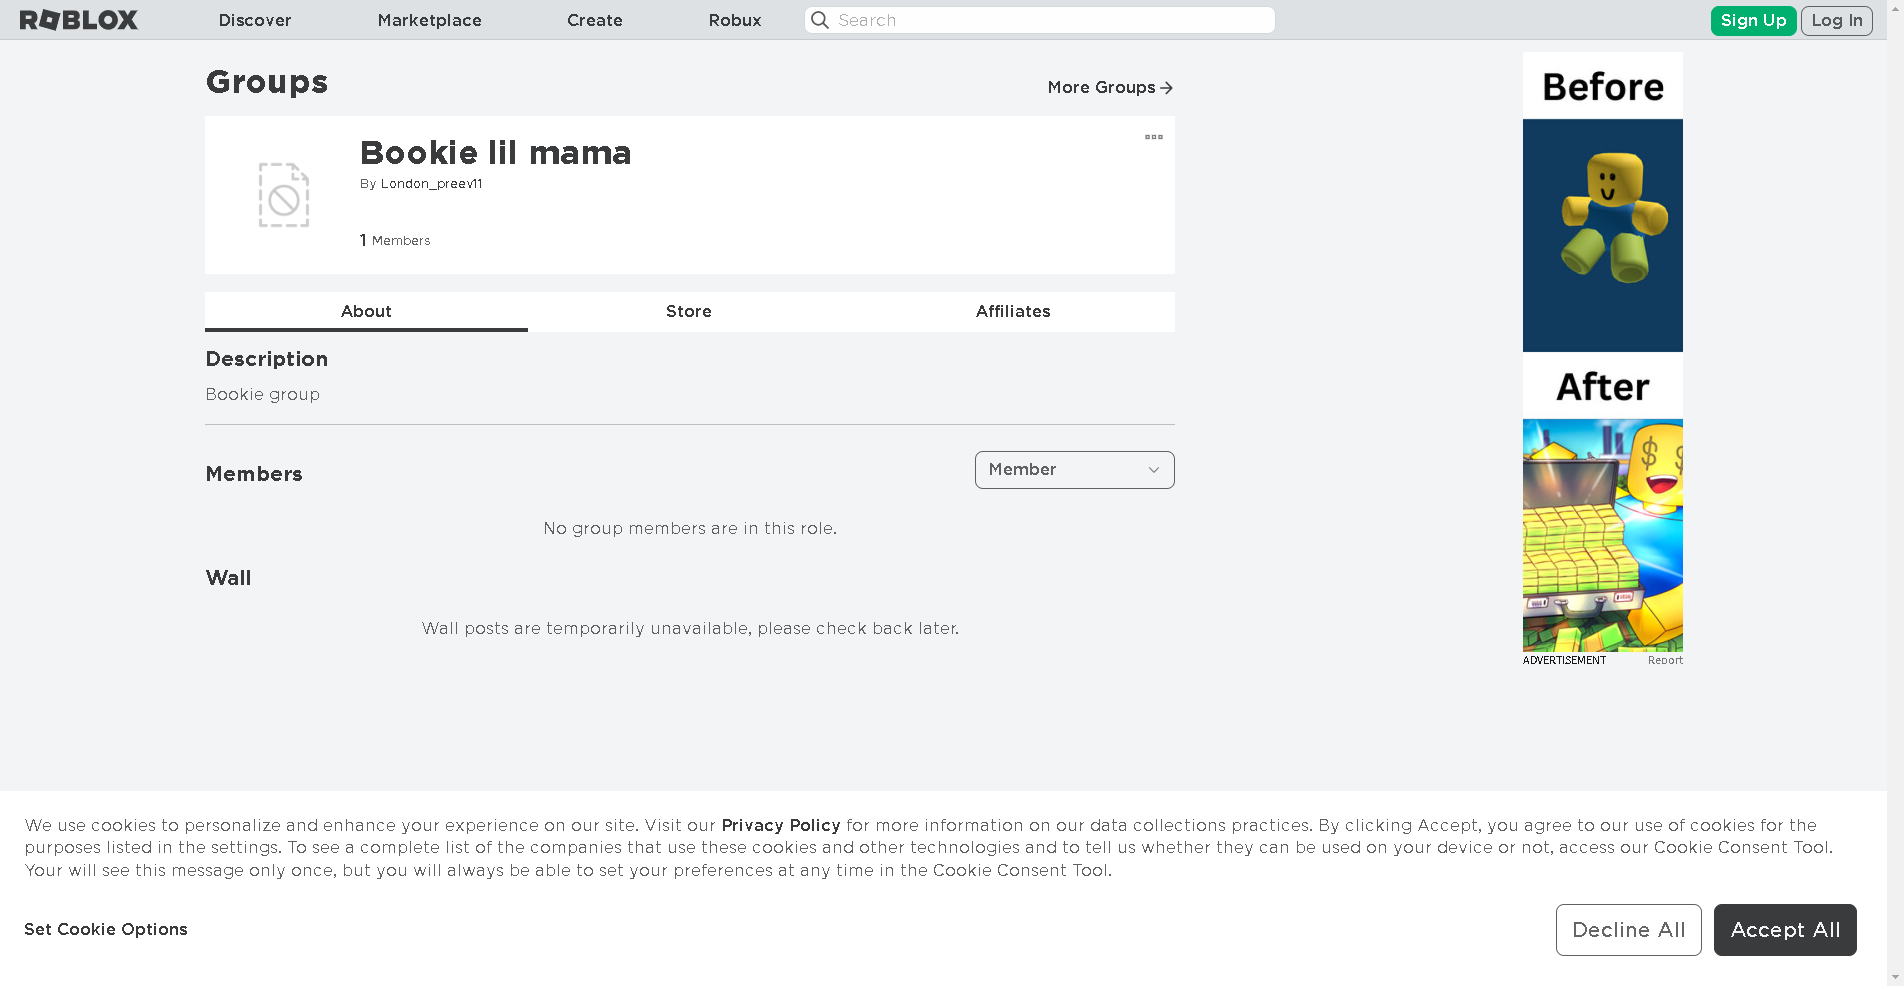 ROBLOX Discover Marketplace Create Robux Search Sign Up Log In
Groups
More Groups
Bookie lil mama
By London_preev11
1 Members
About Store Affiliates
Description
Bookie group
Members
Member
No group members are in this role.
Wall
Wall posts are temporarily unavailable, please check back later.
Before
After
ADVERTISEMENT Report
We use cookies to personalize and enhance your experience on our site. Visit our Privacy Policy for more information on our data collections practices. By clicking Accept, you agree to our use of cookies for the
purposes listed in the settings. To see a complete list of the companies that use these cookies and other technologies and to tell us whether they can be used on your device or not, access our Cookie Consent Tool.
Your will see this message only once, but you will always be able to set your preferences at any time in the Cookie Consent Tool.
Set Cookie Options
Decline All
Accept All